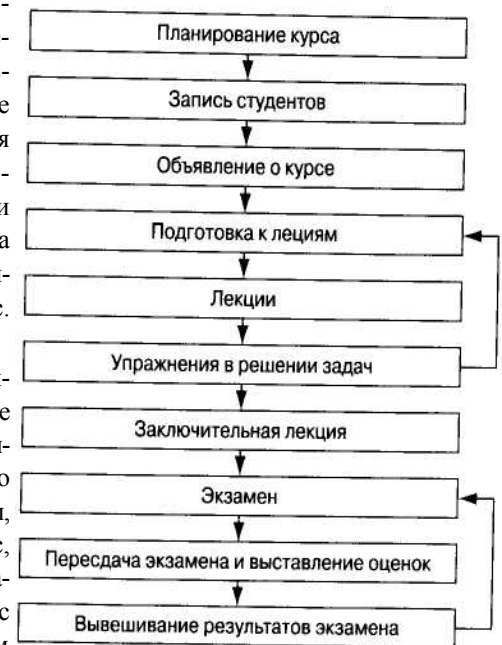 Планирование курса
Запись студентов
Объявление о курсе
Подготовка к лециям
Лекции
Упражнения в решении задач
Заключительная лекция
Экзамен
Пересдача экзамена и выставление оценок
Вывешивание результатов экзамена